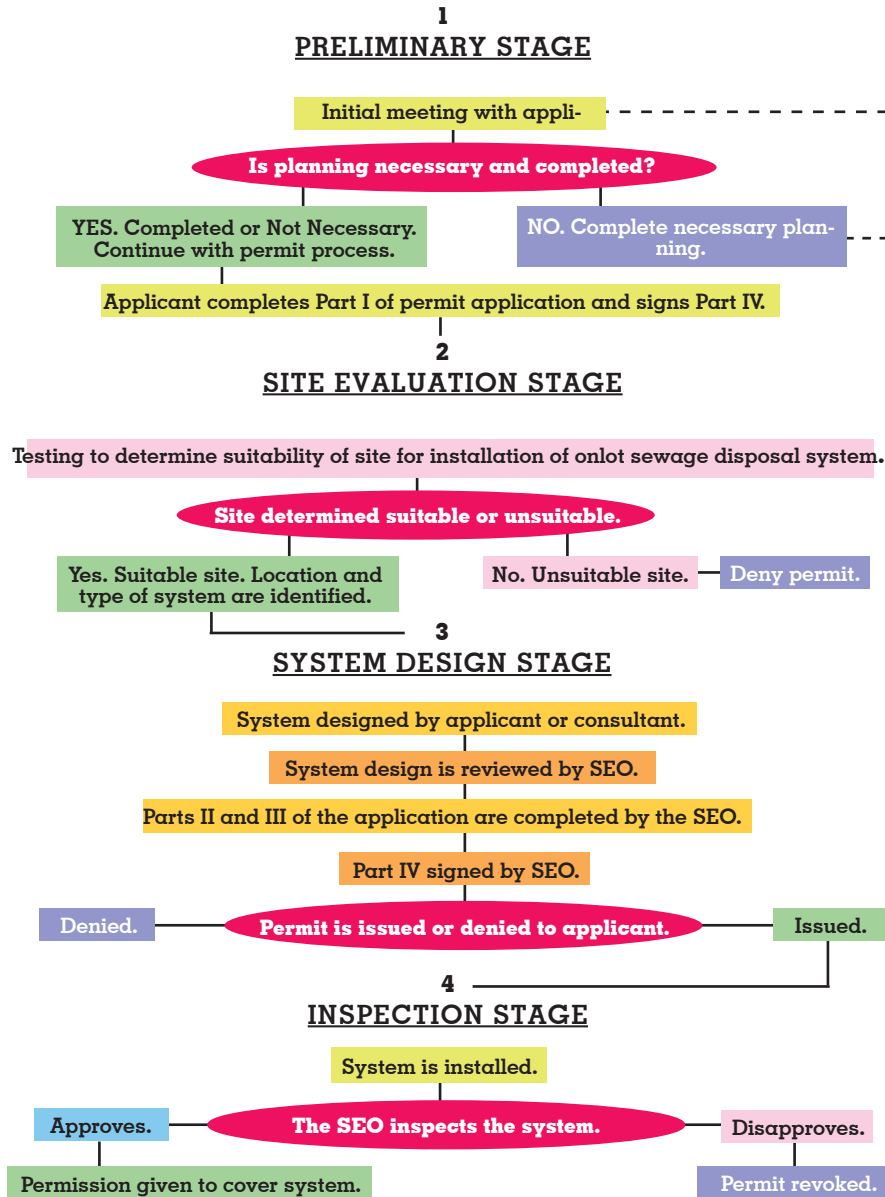 1
PRELIMINARY STAGE
Initial meeting with appli-
Is planning necessary and completed?
YES. Completed or Not Necessary.
Continue with permit process.
NO. Complete necessary plan-
ning.
Applicant completes Part I of permit application and signs Part IV.
2
SITE EVALUATION STAGE
Testing to determine suitability of site for installation of onlot sewage disposal system.
Site determined suitable or unsuitable.
Yes. Suitable site. Location and
type of system are identified.
No. Unsuitable site.
Deny permit.
3
SYSTEM DESIGN STAGE
System designed by applicant or consultant.
System design is reviewed by SEO.
Parts II and III of the application are completed by the SEO.
Part IV signed by SEO.
Denied.
Permit is issued or denied to applicant.
Issued.
4
INSPECTION STAGE
System is installed.
Approves.
The SEO inspects the system.
Disapproves.
Permission given to cover system.
Permit revoked.